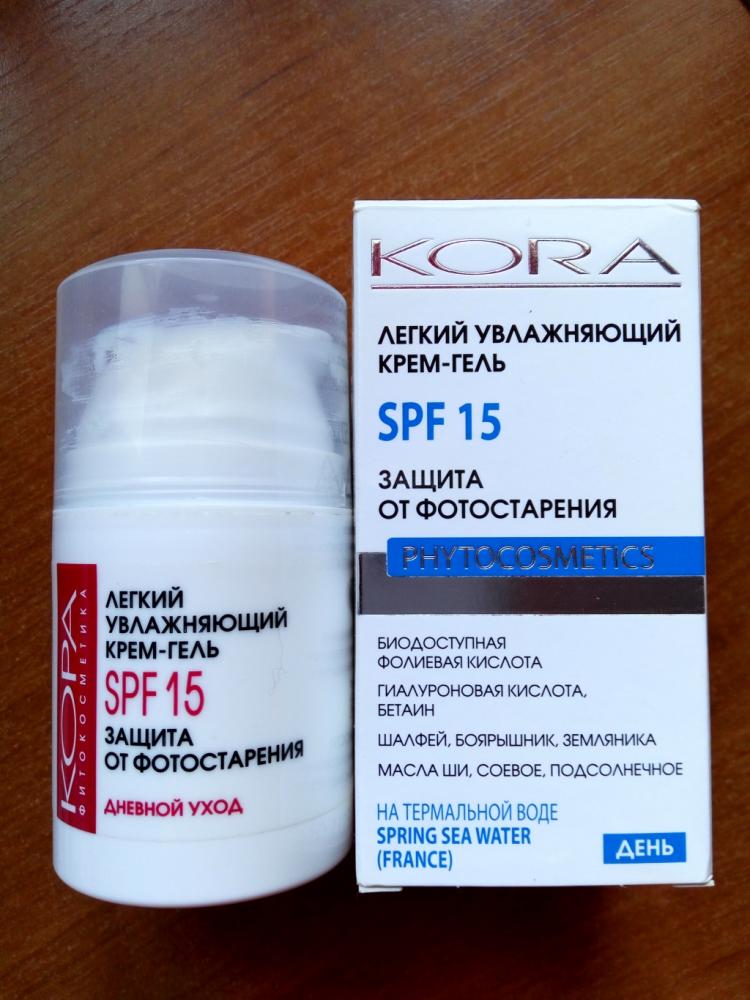 ЛЕГКИЙ
УВЛАЖНЯЮЩИЙ
КРЕМ-ГЕЛЬ
SPF 15
ЗАЩИТА
ОТ ФОТОСТАРЕНИЯ
ДНЕВНОЙ УХОД
КОРА
ФИТОКОСМЕТИКА
KORA
ЛЕГКИЙ УВЛАЖНЯЮЩИЙ
КРЕМ-ГЕЛЬ
SPF 15
ЗАЩИТА
ОТ ФОТОСТАРЕНИЯ
PHYTOCOSMETICS
БИОДОСТУПНАЯ
ФОЛИЕВАЯ КИСЛОТА
ГИАЛУРОНОВАЯ КИСЛОТА,
БЕТАИН
ШАЛФЕЙ, БОЯРЫШНИК, ЗЕМЛЯНИКА
МАСЛА ШИ, СОЕВОЕ, ПОДСОЛНЕЧНОЕ
НА ТЕРМАЛЬНОЙ ВОДЕ
SPRING SEA WATER
(FRANCE)
ДЕНЬ